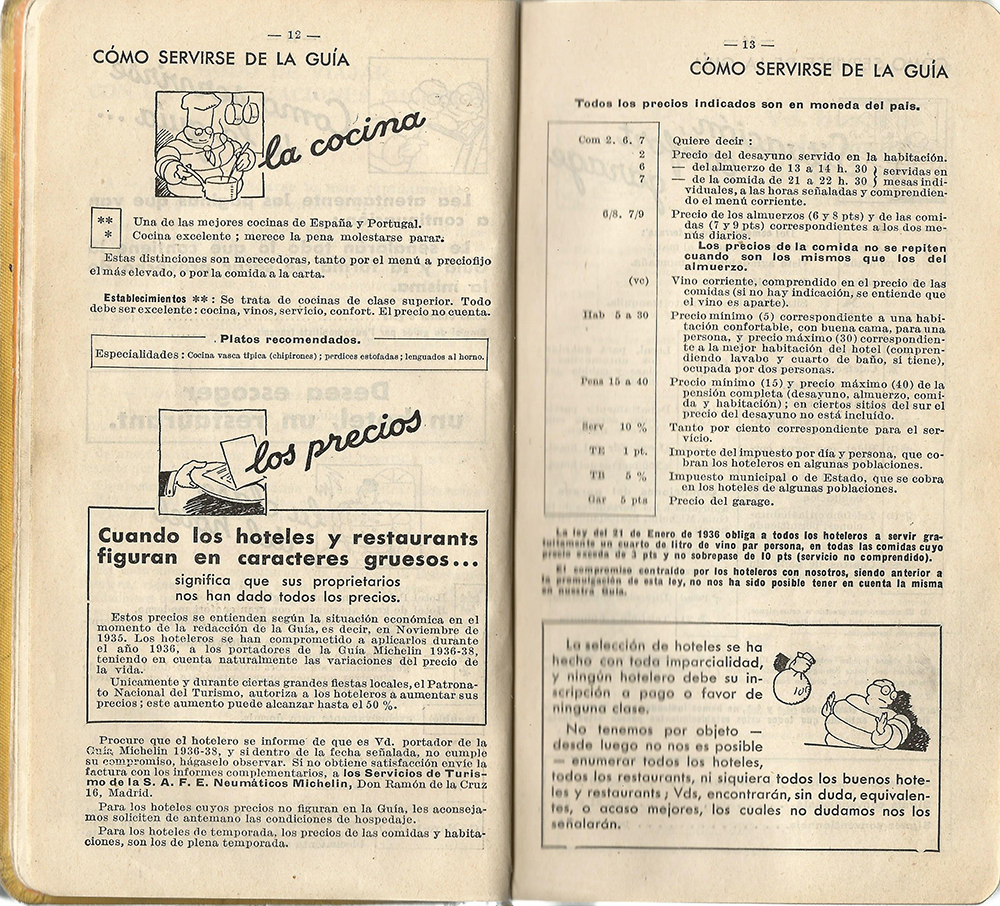 — 12 —
CÓMO SERVIRSE DE LA GUÍA
la cocina
** Una de las mejores cocinas de España y Portugal.
* Cocina excelente ; merece la pena molestarse parar.
Estas distinciones son merecedoras, tanto por el menú a precio fijo
el más elevado, o por la comida a la carta.
Establecimientos ** : Se trata de cocinas de clase superior. Todo
debe ser excelente : cocina, vinos, servicio, confort. El precio no cuenta.
Platos recomendados.
Especialidades : Cocina vasca típica (chipirones) ; perdices estofadas ; lenguados al horno.
los precios
Cuando los hoteles y restaurants
figuran en caracteres gruesos...
significa que sus proprietarios
nos han dado todos los precios.
Estos precios se entienden según la situación económica en el
momento de la redacción de la Guía, es decir, en Noviembre de
1935. Los hoteleros se han comprometido a aplicarlos durante
el año 1936, a los portadores de la Guía Michelin 1936-38,
teniendo en cuenta naturalmente las variaciones del precio de
la vida.
Unicamente y durante ciertas grandes fiestas locales, el Patrona-
to Nacional del Turismo, autoriza a los hoteleros a aumentar sus
precios ; este aumento puede alcanzar hasta el 50 %.
Procure que el hotelero se informe de que es Vd. portador de la
Guía Michelin 1936-38, y si dentro de la fecha señalada, no cumple
su compromiso, hágaselo observar. Si no obtiene satisfacción envíe la
factura con los informes complementarios, a los Servicios de Turis-
mo de la S. A. F. E. Neumáticos Michelin, Don Ramón de la Cruz
16, Madrid.
Para los hoteles cuyos precios no figuran en la Guía, les aconseja-
mos soliciten de antemano las condiciones de hospedaje.
Para los hoteles de temporada, los precios de las comidas y habita-
ciones, son los de plena temporada.
— 13 —
CÓMO SERVIRSE DE LA GUÍA
Todos los precios indicados son en moneda del país.
Com 2. 6. 7 Quiere decir :
2 Precio del desayuno servido en la habitación.
6 — del almuerzo de 13 a 14 h. 30 } servidas en
7 — de la comida de 21 a 22 h. 30 } mesas indi-
viduales, a las horas señaladas y comprendien-
do el menú corriente.
6/8. 7/9 Precio de los almuerzos (6 y 8 pts) y de las comi-
das (7 y 9 pts) correspondientes a los dos me-
nús diarios.
Los precios de la comida no se repiten
cuando son los mismos que los del
almuerzo.
(vc) Vino corriente, comprendido en el precio de las
comidas (si no hay indicación, se entiende que
el vino es aparte).
Hab 5 a 30 Precio mínimo (5) correspondiente a una habi-
tación confortable, con buena cama, para una
persona, y precio máximo (30) correspondien-
te a la mejor habitación del hotel (compren-
diendo lavabo y cuarto de baño, si tiene),
ocupada por dos personas.
Pens 15 a 40 Precio mínimo (15) y precio máximo (40) de la
pensión completa (desayuno, almuerzo, comi-
da y habitación) ; en ciertos sitios del sur el
precio del desayuno no está incluido.
Serv 10 % Tanto por ciento correspondiente para el ser-
vicio.
TE 1 pt. Importe del impuesto por día y persona, que co-
bran los hoteleros en algunas poblaciones.
TB 5 % Impuesto municipal o de Estado, que se cobra
en los hoteles de algunas poblaciones.
Gar 5 pts Precio del garage.
La ley del 21 de Enero de 1936 obliga a todos los hoteleros a servir gra-
tuitamente un cuarto de litro de vino por persona, en todas las comidas cuyo
precio exceda de 3 pts y no sobrepase de 10 pts (servicio no comprendido).
El compromiso contraído por los hoteleros con nosotros, siendo anterior a
la promulgación de esta ley, no nos ha sido posible tener en cuenta la misma
en nuestra Guía.
La selección de hoteles se ha
hecho con toda imparcialidad,
y ningún hotelero debe su in-
scripción a pago o favor de
ninguna clase.
No tenemos por objeto —
desde luego no nos es posible
— enumerar todos los hoteles,
todos los restaurants, ni siquiera todos los buenos hote-
les y restaurants ; Vds, encontrarán, sin duda, equivalen-
tes, o acaso mejores, los cuales no dudamos nos los
señalarán.